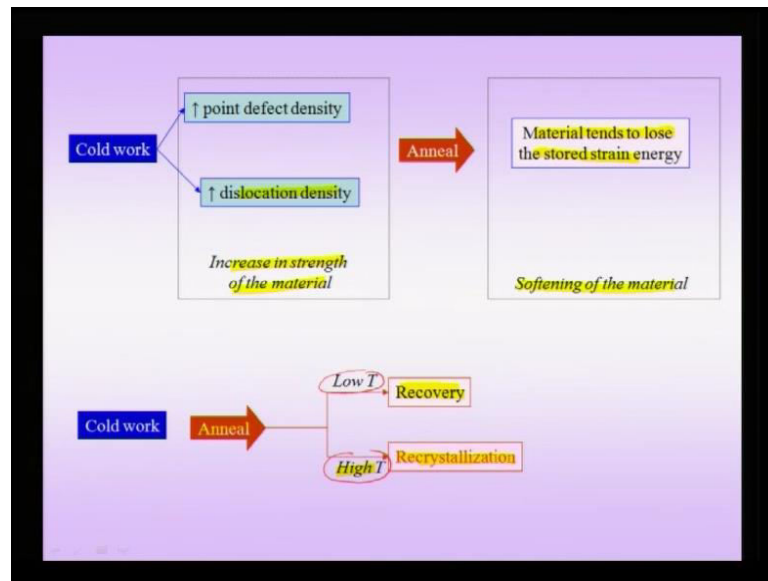 Cold work
↑ point defect density
↑ dislocation density
Increase in strength
of the material
Anneal
Material tends to lose
the stored strain energy
Softening of the material
Cold work
Anneal
Low T
Recovery
High T
Recrystallization